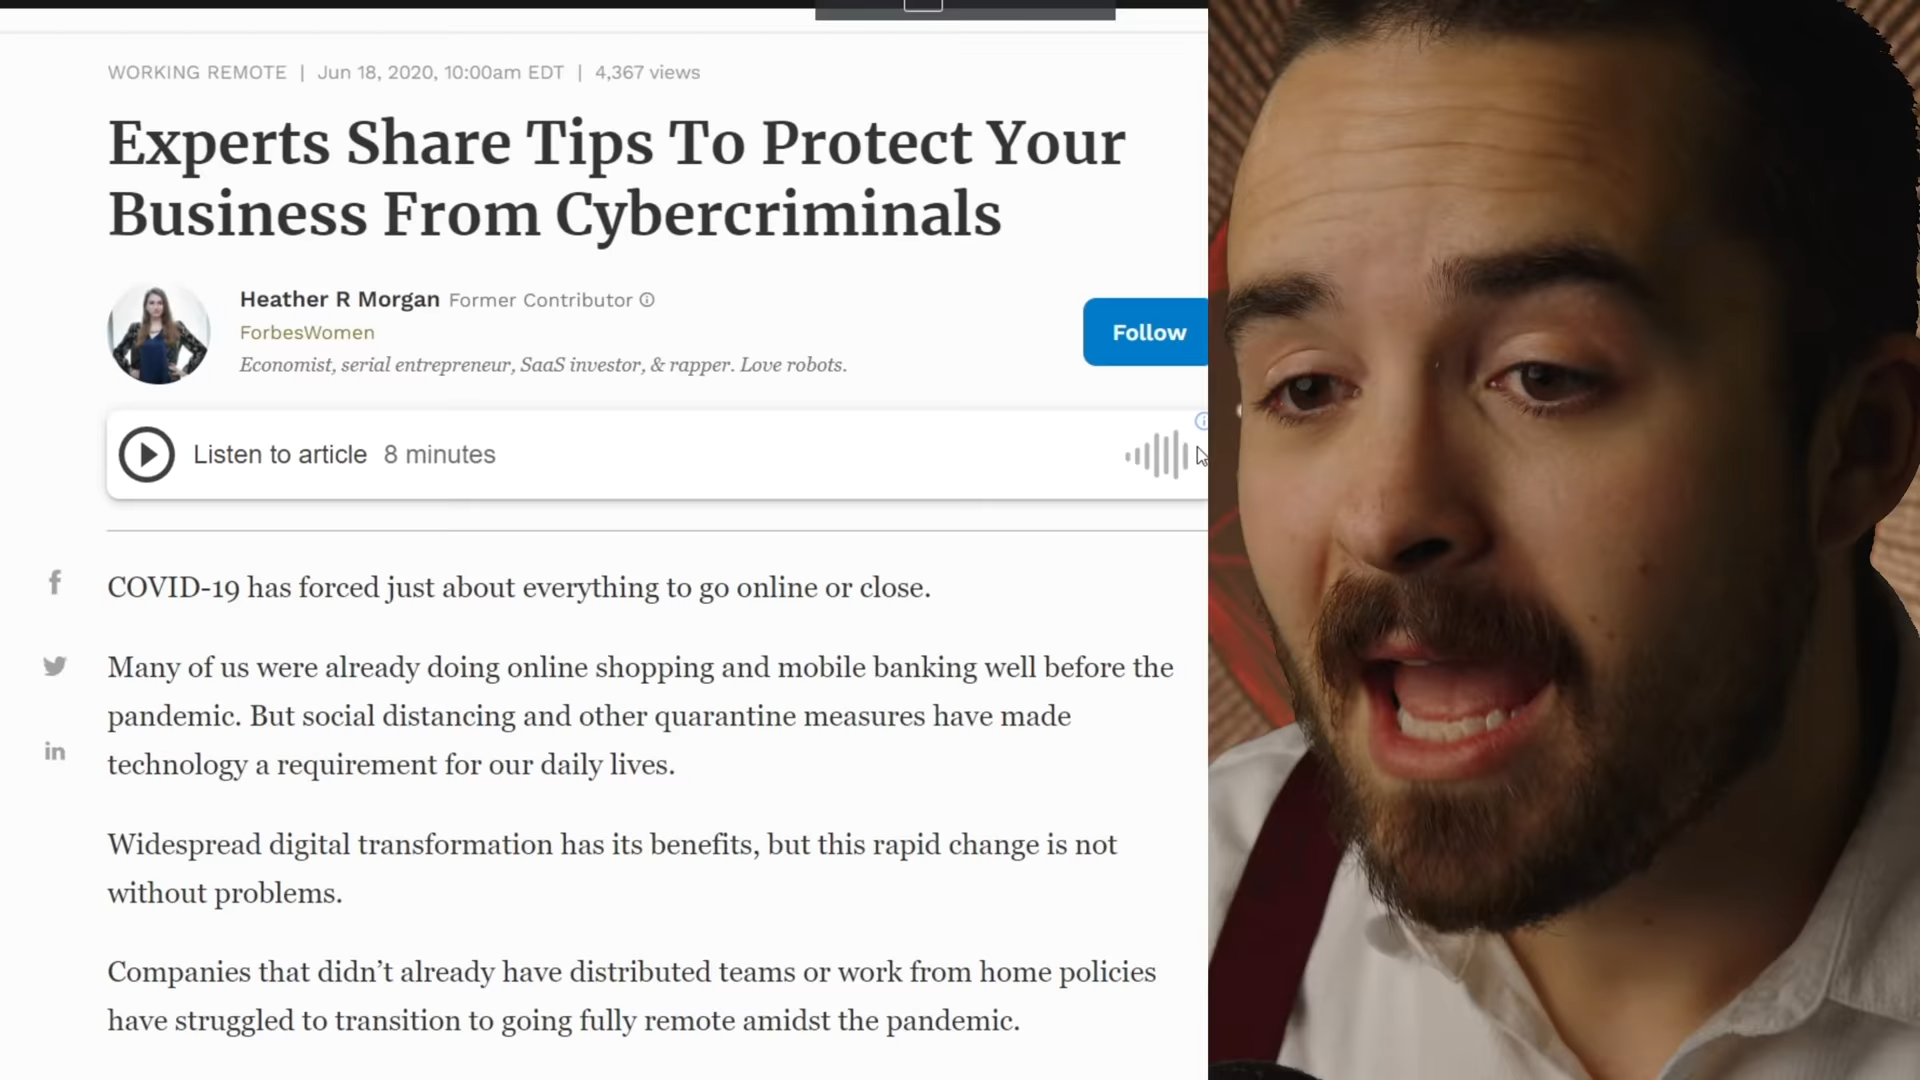 WORKING REMOTE | Jun 18, 2020, 10:00am EDT | 4,367 views
Experts Share Tips To Protect Your
Business From Cybercriminals
Heather R Morgan Former Contributor
ForbesWomen
Economist, serial entrepreneur, SaaS investor, & rapper. Love robots.
Follow
Listen to article 8 minutes
COVID-19 has forced just about everything to go online or close.
Many of us were already doing online shopping and mobile banking well before the
pandemic. But social distancing and other quarantine measures have made
technology a requirement for our daily lives.
Widespread digital transformation has its benefits, but this rapid change is not
without problems.
Companies that didn’t already have distributed teams or work from home policies
have struggled to transition to going fully remote amidst the pandemic.